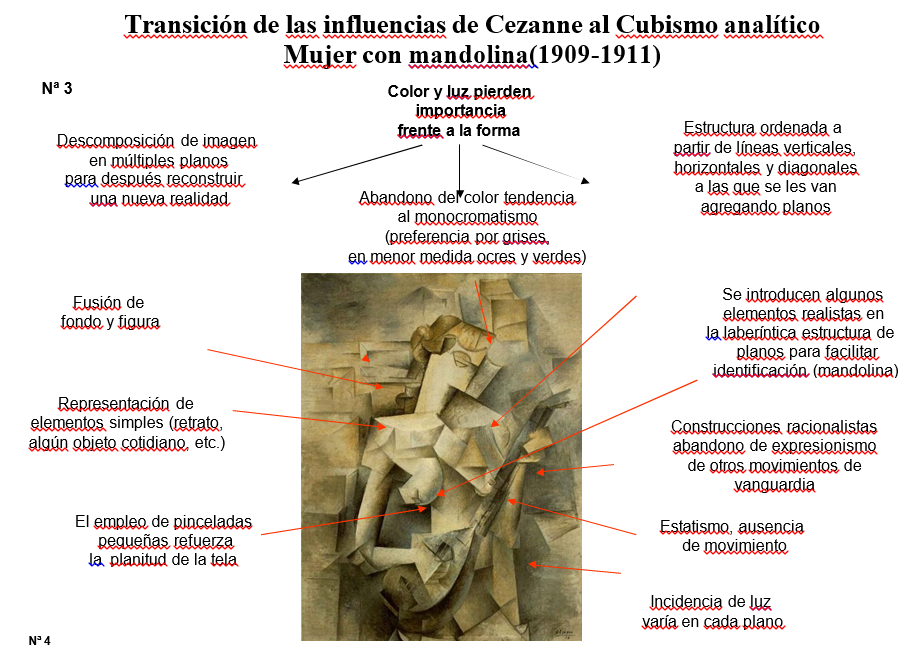 Transición de las influencias de Cezanne al Cubismo analítico
Mujer con mandolina(1909-1911)
Nª 3
Color y luz pierden
importancia
frente a la forma
Descomposición de imagen
en múltiples planos
para después reconstruir
una nueva realidad
Abandono del color tendencia
al monocromatismo
(preferencia por grises,
en menor medida ocres y verdes)
Estructura ordenada a
partir de líneas verticales,
horizontales y diagonales
a las que se les van
agregando planos
Fusión de
fondo y figura
Se introducen algunos
elementos realistas en
la laberíntica estructura de
planos para facilitar
identificación (mandolina)
Representación de
elementos simples (retrato,
algún objeto cotidiano, etc.)
Construcciones racionalistas
abandono de expresionismo
de otros movimientos de
vanguardia
El empleo de pinceladas
pequeñas refuerza
la planitud de la tela
Estatismo, ausencia
de movimiento
Incidencia de luz
varía en cada plano
Nª 4